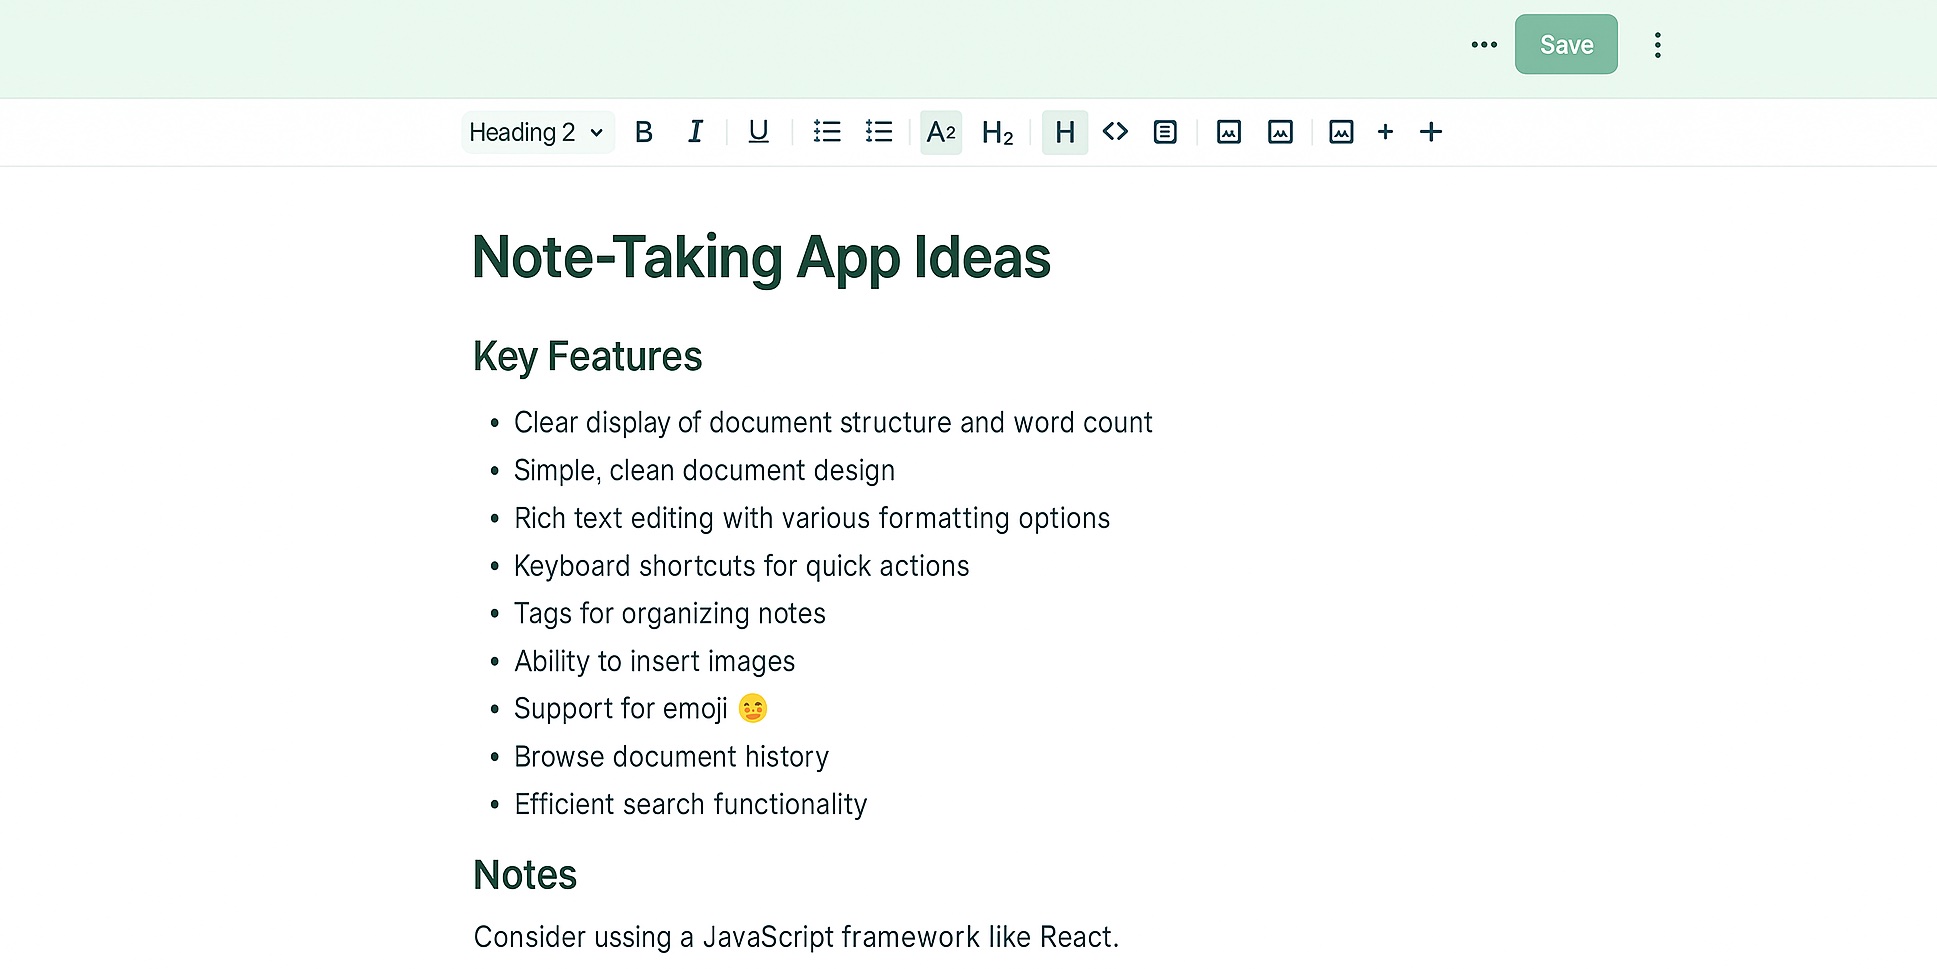 Save
Heading 2 B I U A2 H2 H
Note-Taking App Ideas
Key Features
• Clear display of document structure and word count
• Simple, clean document design
• Rich text editing with various formatting options
• Keyboard shortcuts for quick actions
• Tags for organizing notes
• Ability to insert images
• Support for emoji 😊
• Browse document history
• Efficient search functionality
Notes
Consider ussing a JavaScript framework like React.